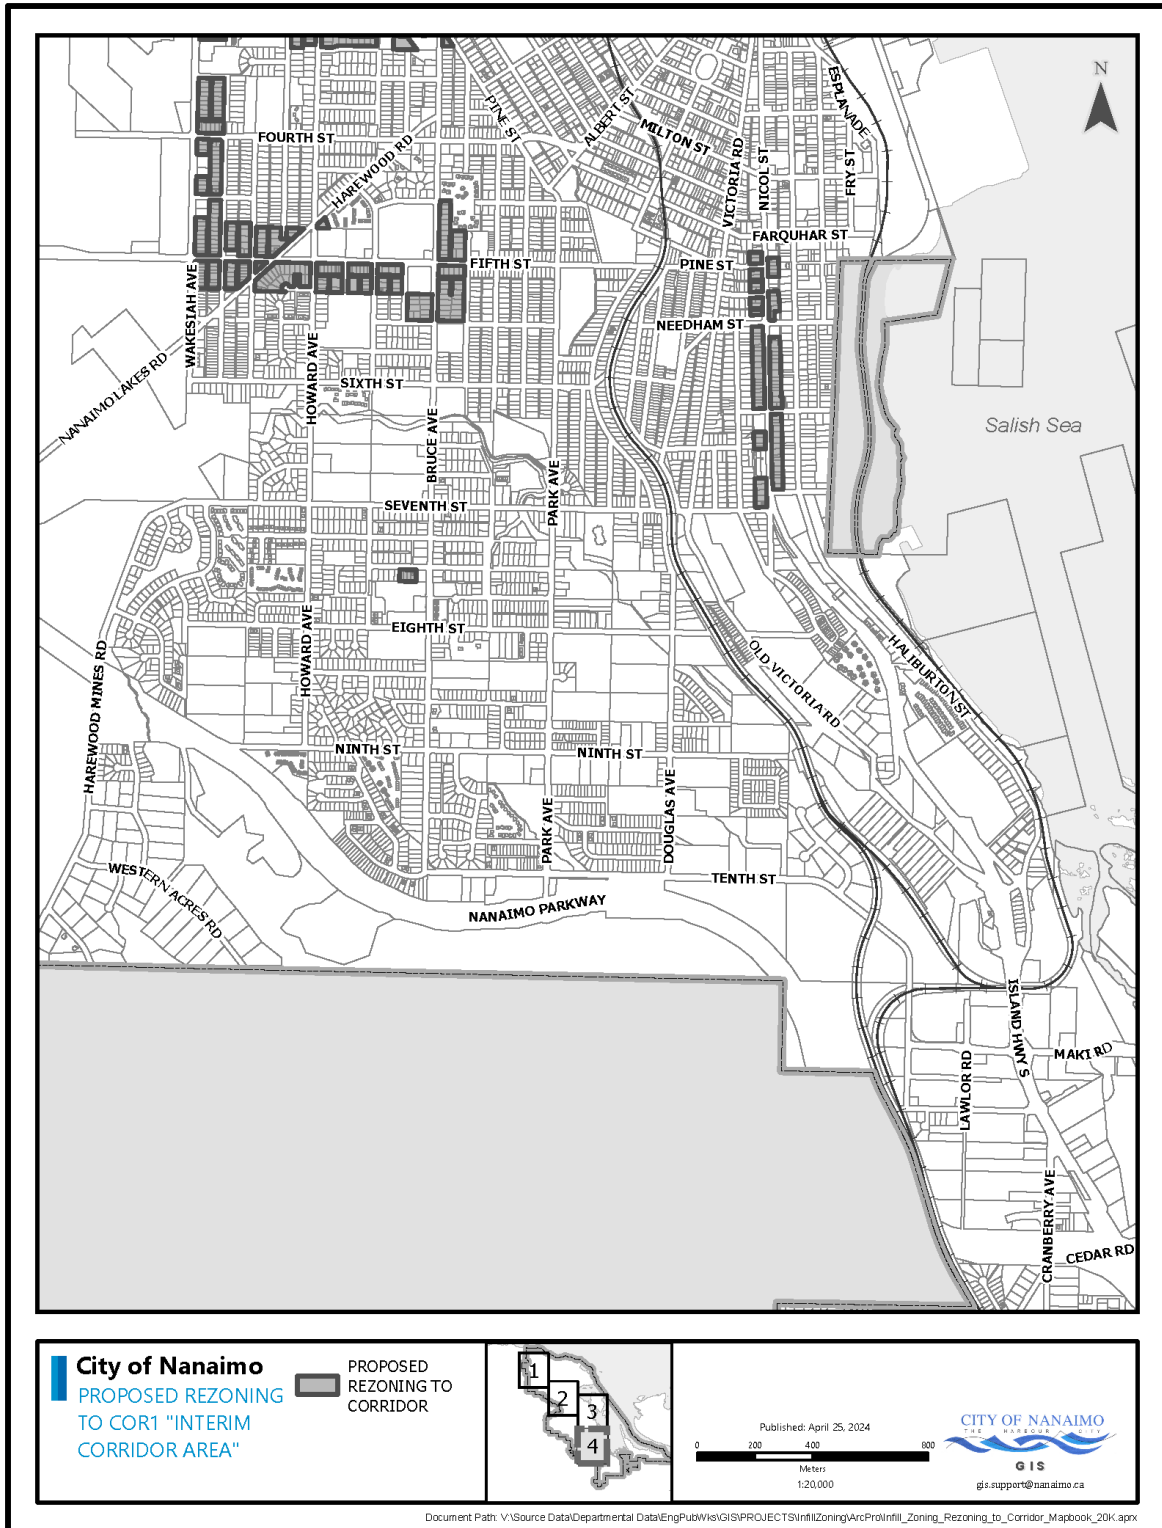 N
ESPLANADE
PINE ST
ALBERT ST
MILTON ST
FOURTH ST
HAREWOOD RD
VICTORIA RD
NICOL ST
FRY ST
FARQUHAR ST
FIFTH ST
PINE ST
WAKESIAH AVE
NEEDHAM ST
NANAIMO LAKES RD
HOWARD AVE
SIXTH ST
BRUCE AVE
Salish Sea
PARK AVE
SEVENTH ST
HOWARD AVE
EIGHTH ST
HAREWOOD MINES RD
OLD VICTORIA RD
HALIBURTON ST
NINTH ST
NINTH ST
PARK AVE
DOUGLAS AVE
WESTERN ACRES RD
TENTH ST
NANAIMO PARKWAY
ISLAND HWY S
MAKI RD
LAWLOR RD
CRANBERRY AVE
CEDAR RD
City of Nanaimo
PROPOSED REZONING
TO COR1 "INTERIM
CORRIDOR AREA"
PROPOSED
REZONING TO
CORRIDOR
1
2
3
4
Published: April 25, 2024
0 200 400 800
Meters
1:20,000
CITY OF NANAIMO
THE HARBOUR CITY
GIS
gis.support@nanaimo.ca
Document Path: V:\Source Data\Departmental Data\EngPubWks\GIS\PROJECTS\InfillZoning\ArcPro\Infill_Zoning_Rezoning_to_Corridor_Mapbook_20K.aprx